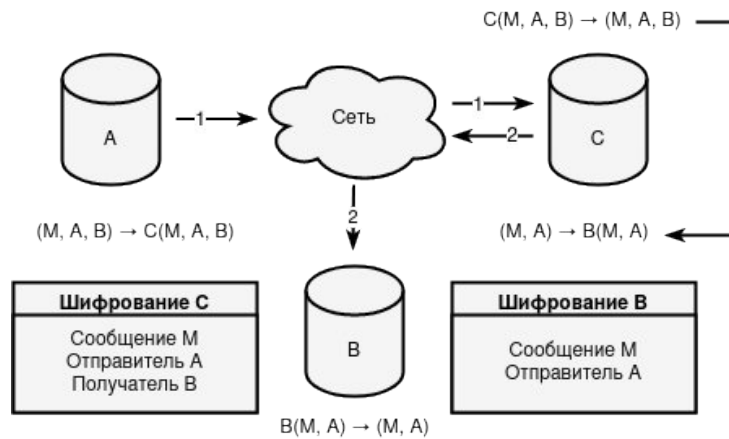 C(M, A, B) → (M, A, B)
A
1
Сеть
1
2
C
2
(M, A, B) → C(M, A, B)
(M, A) → B(M, A)
Шифрование C
Сообщение M
Отправитель A
Получатель B
B
Шифрование B
Сообщение M
Отправитель A
B(M, A) → (M, A)